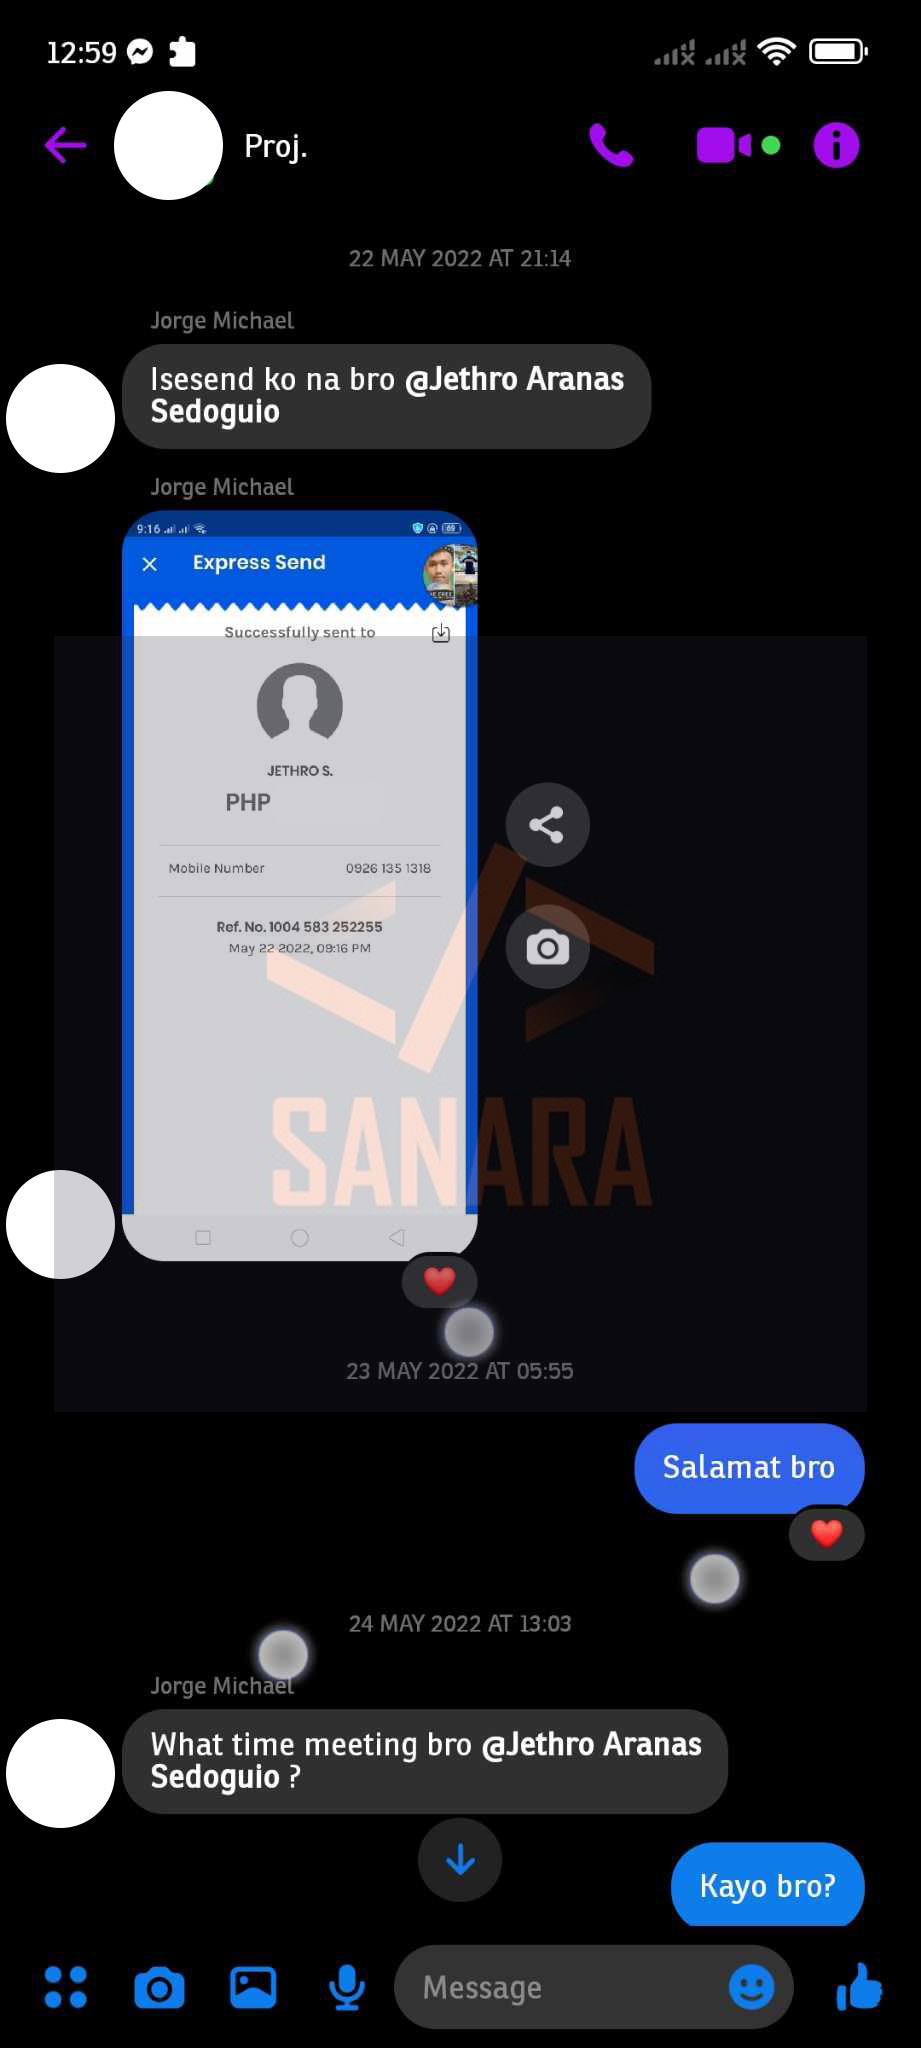 12:59
Proj.
22 MAY 2022 AT 21:14
Jorge Michael
Isesend ko na bro @Jethro Aranas
Sedoguio
Jorge Michael
9:16
69
Express Send
Successfully sent to
JETHRO S.
PHP
Mobile Number 0926 135 1318
Ref. No. 1004 583 252255
May 22 2022, 09:16 PM
</>
SANARA
23 MAY 2022 AT 05:55
Salamat bro
24 MAY 2022 AT 13:03
Jorge Michael
What time meeting bro @Jethro Aranas
Sedoguio ?
Kayo bro?
Message